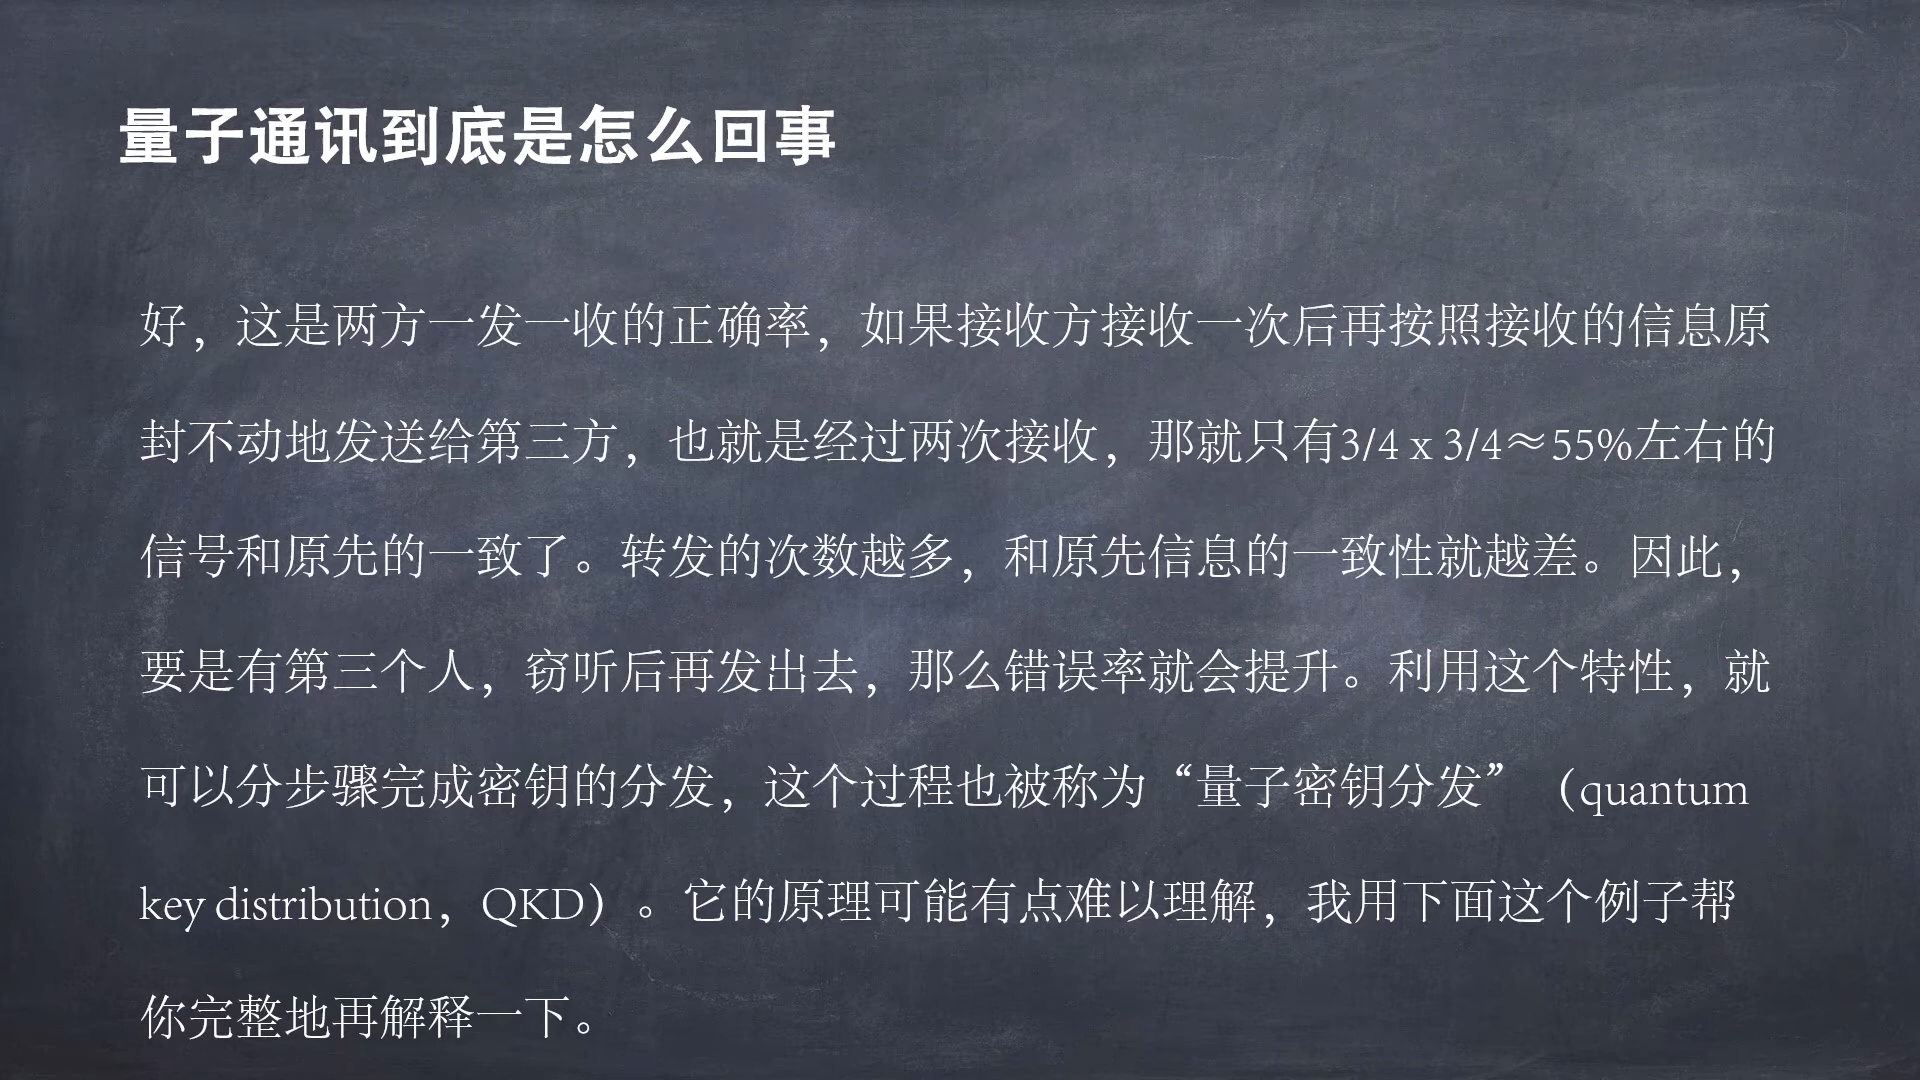 量子通讯到底是怎么回事
好，这是两方一发一收的正确率，如果接收方接收一次后再按照接收的信息原
封不动地发送给第三方，也就是经过两次接收，那就只有3/4 x 3/4≈55%左右的
信号和原先的一致了。转发的次数越多，和原先信息的一致性就越差。因此，
要是有第三个人，窃听后再发出去，那么错误率就会提升。利用这个特性，就
可以分步骤完成密钥的分发，这个过程也被称为“量子密钥分发”（quantum
key distribution，QKD）。它的原理可能有点难以理解，我用下面这个例子帮
你完整地再解释一下。